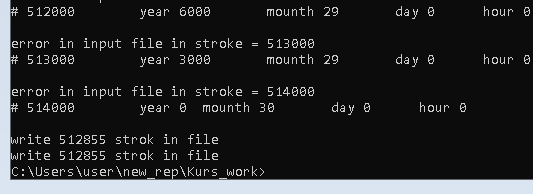 # 512000 year 6000 mounth 29 day 0 hour 0
error in input file in stroke = 513000
# 513000 year 3000 mounth 29 day 0 hour 0
error in input file in stroke = 514000
# 514000 year 0 mounth 30 day 0 hour 0
write 512855 strok in file
write 512855 strok in file
C:\Users\user\new_rep\Kurs_work>